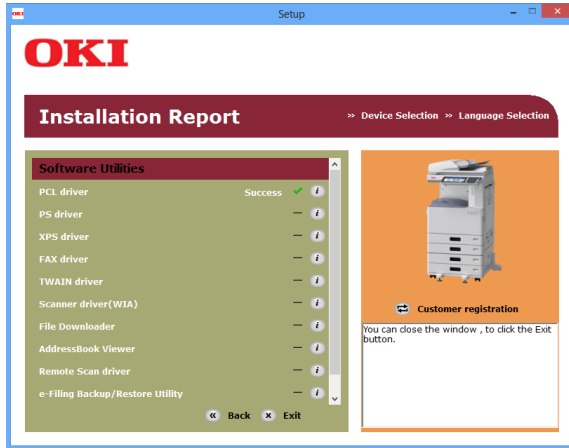 OKI
Setup
OKI
Installation Report
» Device Selection » Language Selection
Software Utilities
PCL driver Success
PS driver
XPS driver
FAX driver
TWAIN driver
Scanner driver(WIA)
File Downloader
AddressBook Viewer
Remote Scan driver
e-Filing Backup/Restore Utility
Back Exit
Customer registration
You can close the window , to click the Exit
button.